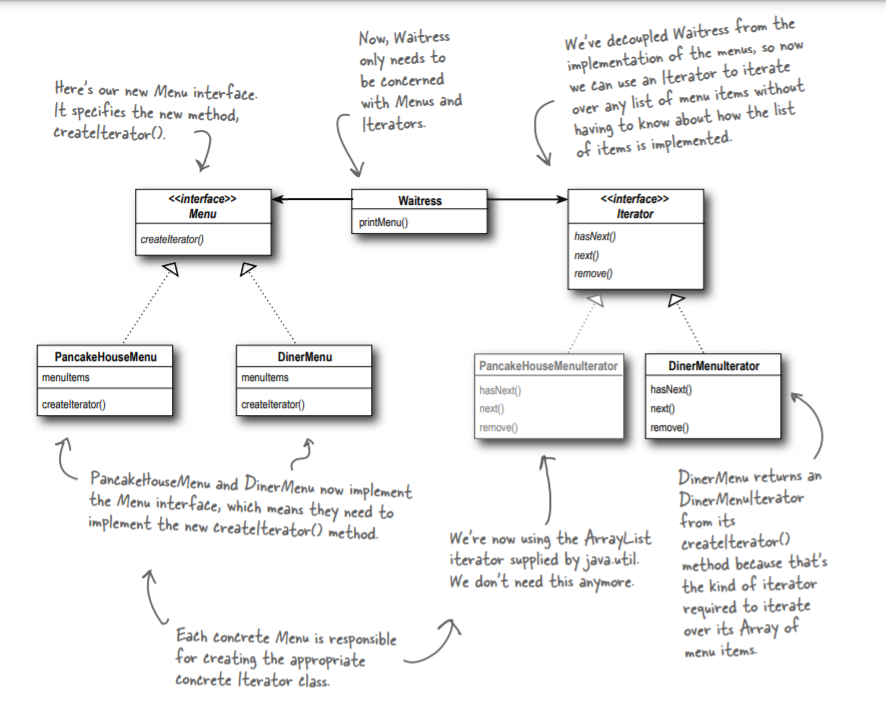 Here's our new Menu interface.
It specifies the new method,
createIterator().
Now, Waitress
only needs to
be concerned
with Menus and
Iterators.
We've decoupled Waitress from the
implementation of the menus, so now
we can use an Iterator to iterate
over any list of menu items without
having to know about how the list
of items is implemented.
<<interface>>
Menu
createIterator()
Waitress
printMenu()
<<interface>>
Iterator
hasNext()
next()
remove()
PancakeHouseMenu
menuItems
createIterator()
DinerMenu
menuItems
createIterator()
PancakeHouseMenuIterator
hasNext()
next()
remove()
DinerMenuIterator
hasNext()
next()
remove()
PancakeHouseMenu and DinerMenu now implement
the Menu interface, which means they need to
implement the new createIterator() method.
We're now using the ArrayList
iterator supplied by java.util.
We don't need this anymore.
DinerMenu returns an
DinerMenuIterator
from its
createIterator()
method because that's
the kind of iterator
required to iterate
over its Array of
menu items.
Each concrete Menu is responsible
for creating the appropriate
concrete Iterator class.